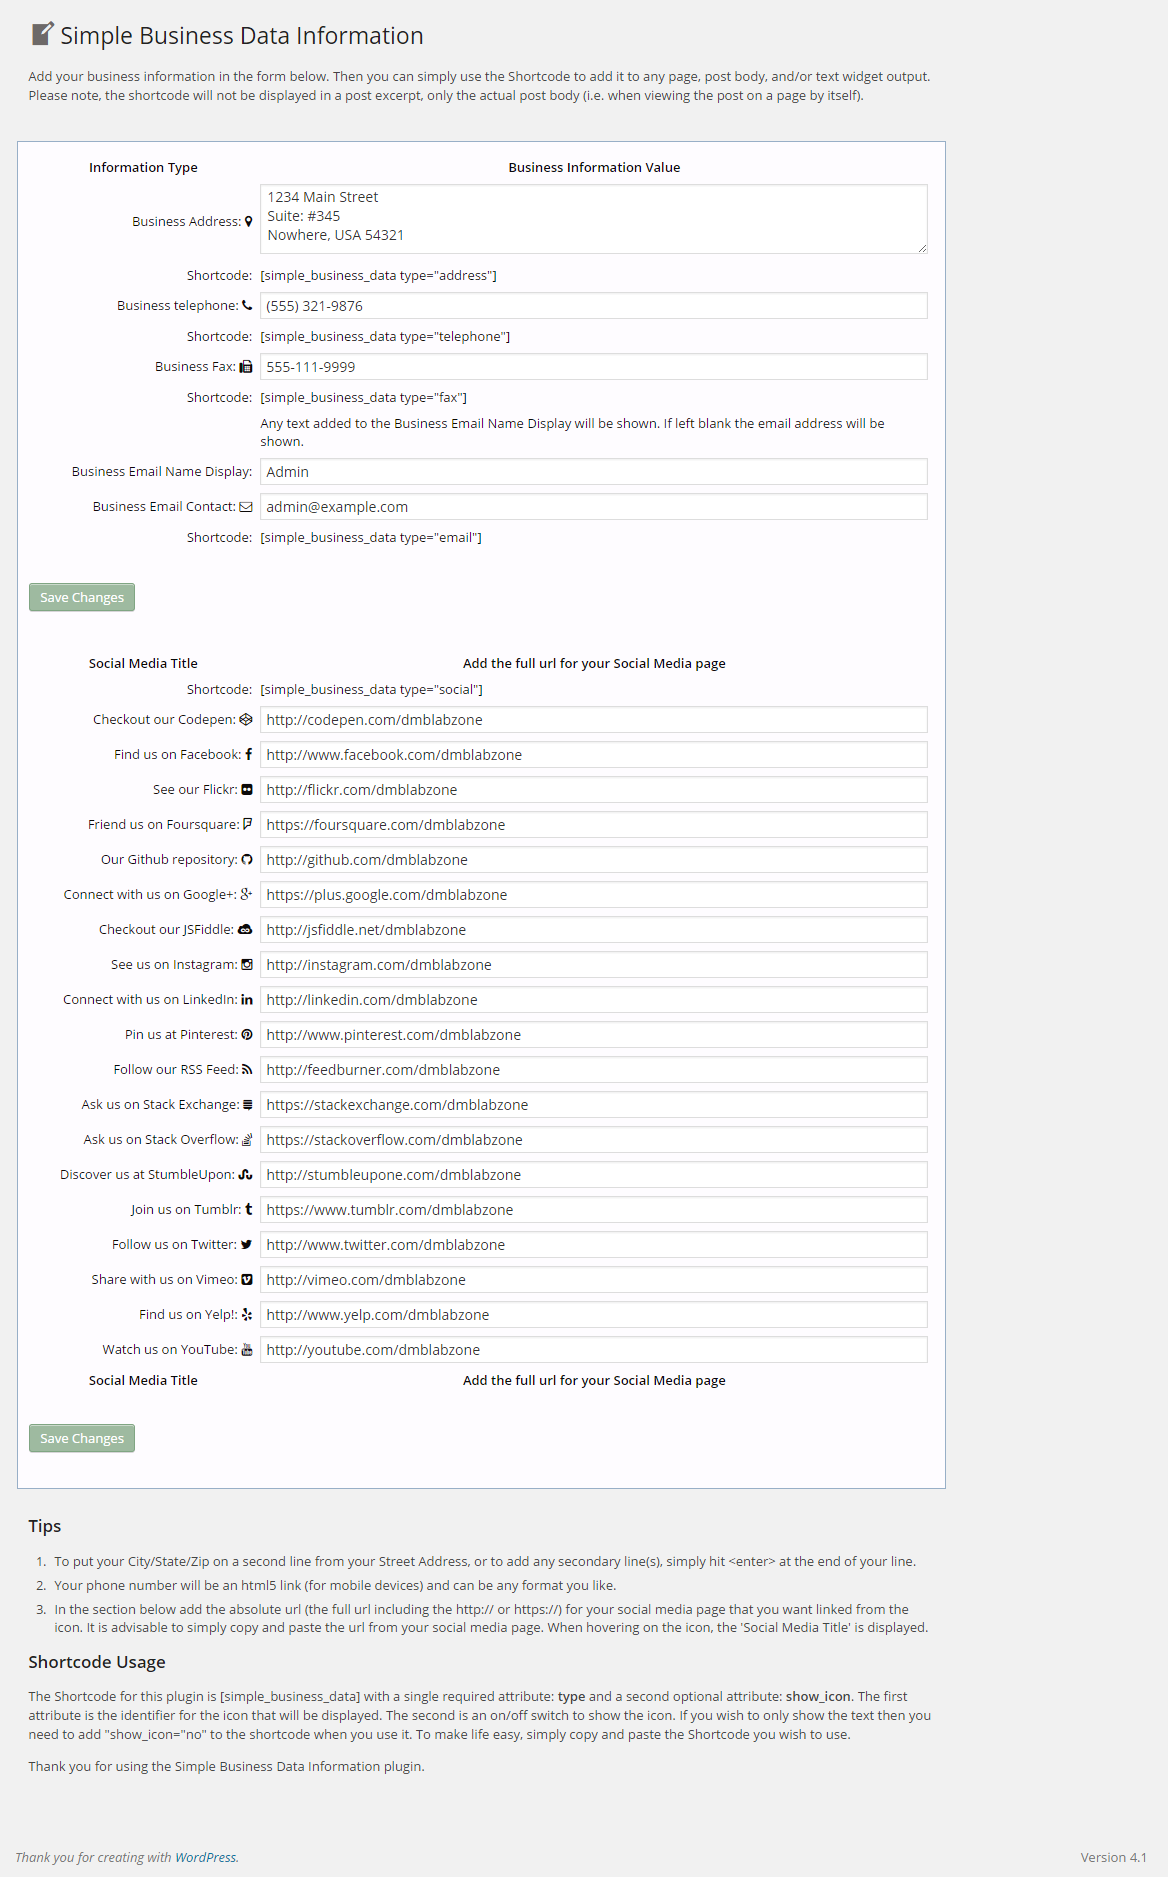 Simple Business Data Information
Add your business information in the form below. Then you can simply use the Shortcode to add it to any page, post body, and/or text widget output.
Please note, the shortcode will not be displayed in a post excerpt, only the actual post body (i.e. when viewing the post on a page by itself).
Information Type Business Information Value
1234 Main Street
Business Address: Suite: #345
Nowhere, USA 54321
Shortcode: [simple_business_data type="address"]
Business telephone: (555) 321-9876
Shortcode: [simple_business_data type="telephone"]
Business Fax: 555-111-9999
Shortcode: [simple_business_data type="fax"]
Any text added to the Business Email Name Display will be shown. If left blank the email address will be
shown.
Business Email Name Display: Admin
Business Email Contact: admin@example.com
Shortcode: [simple_business_data type="email"]
Save Changes
Social Media Title Add the full url for your Social Media page
Shortcode: [simple_business_data type="social"]
Checkout our Codepen: http://codepen.com/dmblabzone
Find us on Facebook: http://www.facebook.com/dmblabzone
See our Flickr: http://flickr.com/dmblabzone
Friend us on Foursquare: https://foursquare.com/dmblabzone
Our Github repository: http://github.com/dmblabzone
Connect with us on Google+: https://plus.google.com/dmblabzone
Checkout our JSFiddle: http://jsfiddle.net/dmblabzone
See us on Instagram: http://instagram.com/dmblabzone
Connect with us on LinkedIn: http://linkedin.com/dmblabzone
Pin us at Pinterest: http://www.pinterest.com/dmblabzone
Follow our RSS Feed: http://feedburner.com/dmblabzone
Ask us on Stack Exchange: https://stackexchange.com/dmblabzone
Ask us on Stack Overflow: https://stackoverflow.com/dmblabzone
Discover us at StumbleUpon: http://stumbleupone.com/dmblabzone
Join us on Tumblr: https://www.tumblr.com/dmblabzone
Follow us on Twitter: http://www.twitter.com/dmblabzone
Share with us on Vimeo: http://vimeo.com/dmblabzone
Find us on Yelp!: http://www.yelp.com/dmblabzone
Watch us on YouTube: http://youtube.com/dmblabzone
Social Media Title Add the full url for your Social Media page
Save Changes
Tips
1. To put your City/State/Zip on a second line from your Street Address, or to add any secondary line(s), simply hit <enter> at the end of your line.
2. Your phone number will be an html5 link (for mobile devices) and can be any format you like.
3. In the section below add the absolute url (the full url including the http:// or https://) for your social media page that you want linked from the
icon. It is advisable to simply copy and paste the url from your social media page. When hovering on the icon, the 'Social Media Title' is displayed.
Shortcode Usage
The Shortcode for this plugin is [simple_business_data] with a single required attribute: type and a second optional attribute: show_icon. The first
attribute is the identifier for the icon that will be displayed. The second is an on/off switch to show the icon. If you wish to only show the text then you
need to add "show_icon="no" to the shortcode when you use it. To make life easy, simply copy and paste the Shortcode you wish to use.
Thank you for using the Simple Business Data Information plugin.
Thank you for creating with WordPress. Version 4.1